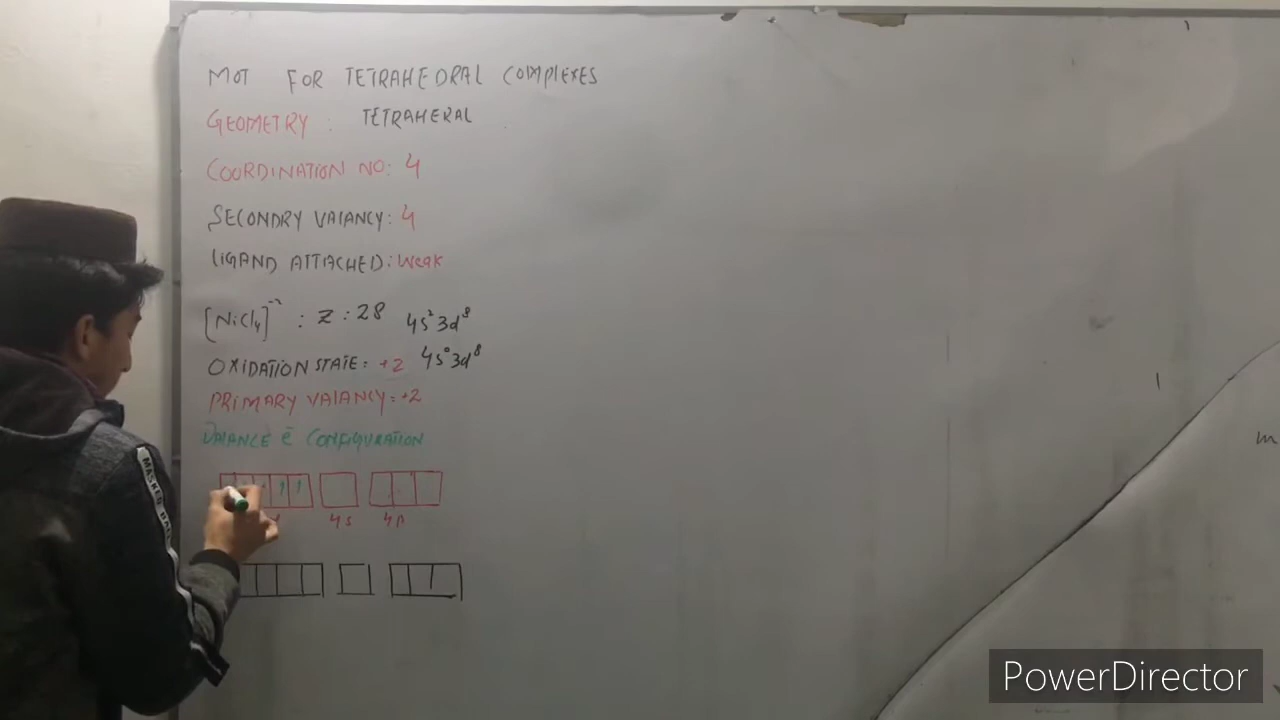 MOT FOR TETRAHEDRAL COMPLEXES
GEOMETRY : TETRAHERAL
COORDINATION NO: 4
SECONDRY VALANCY: 4
LIGAND ATTACHED: Weak
[NiCl₄]⁻² : Z : 28 4s² 3d⁸
OXIDATION STATE: +2 4s⁰ 3d⁸
PRIMARY VALANCY: +2
VALANCE ē CONFIGURATION
4s 4p
MASKED
m
PowerDirector